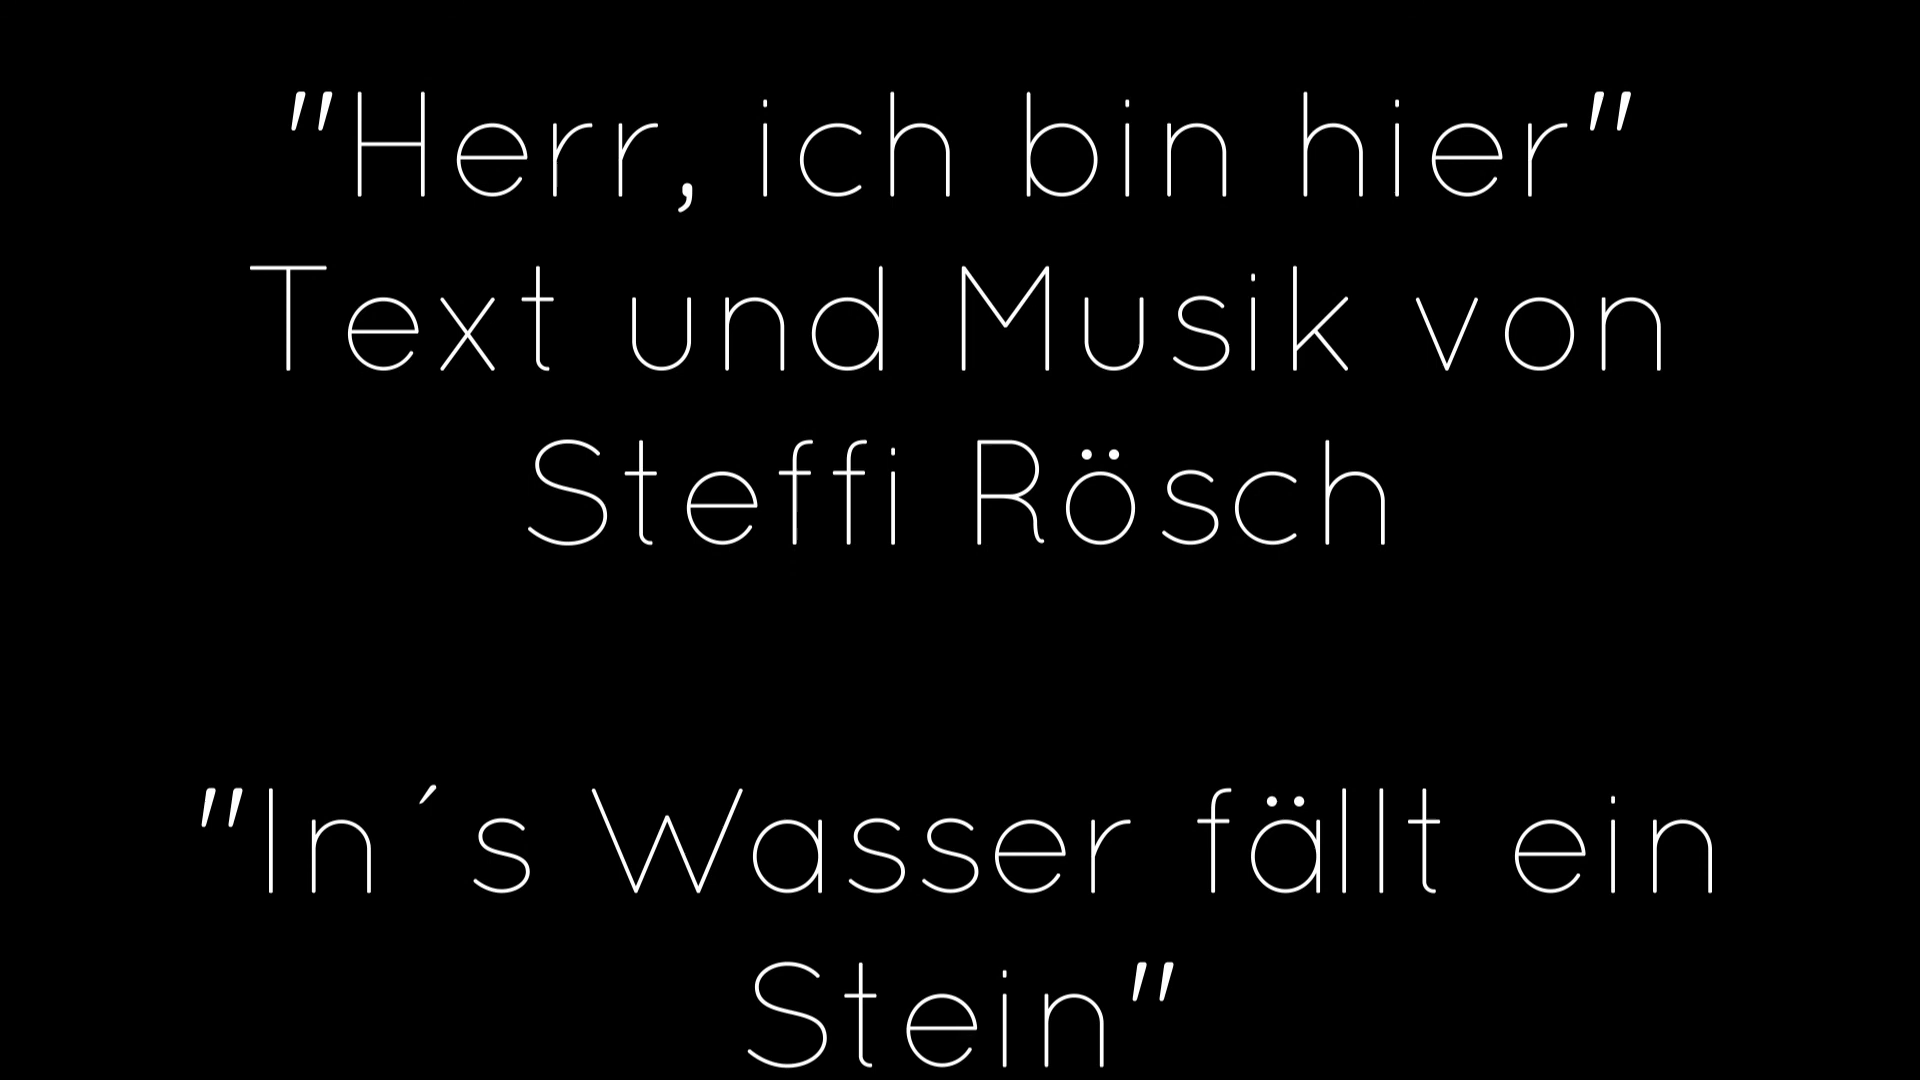 "Herr, ich bin hier"
Text und Musik von
Steffi Rösch
"In´s Wasser fällt ein
Stein"